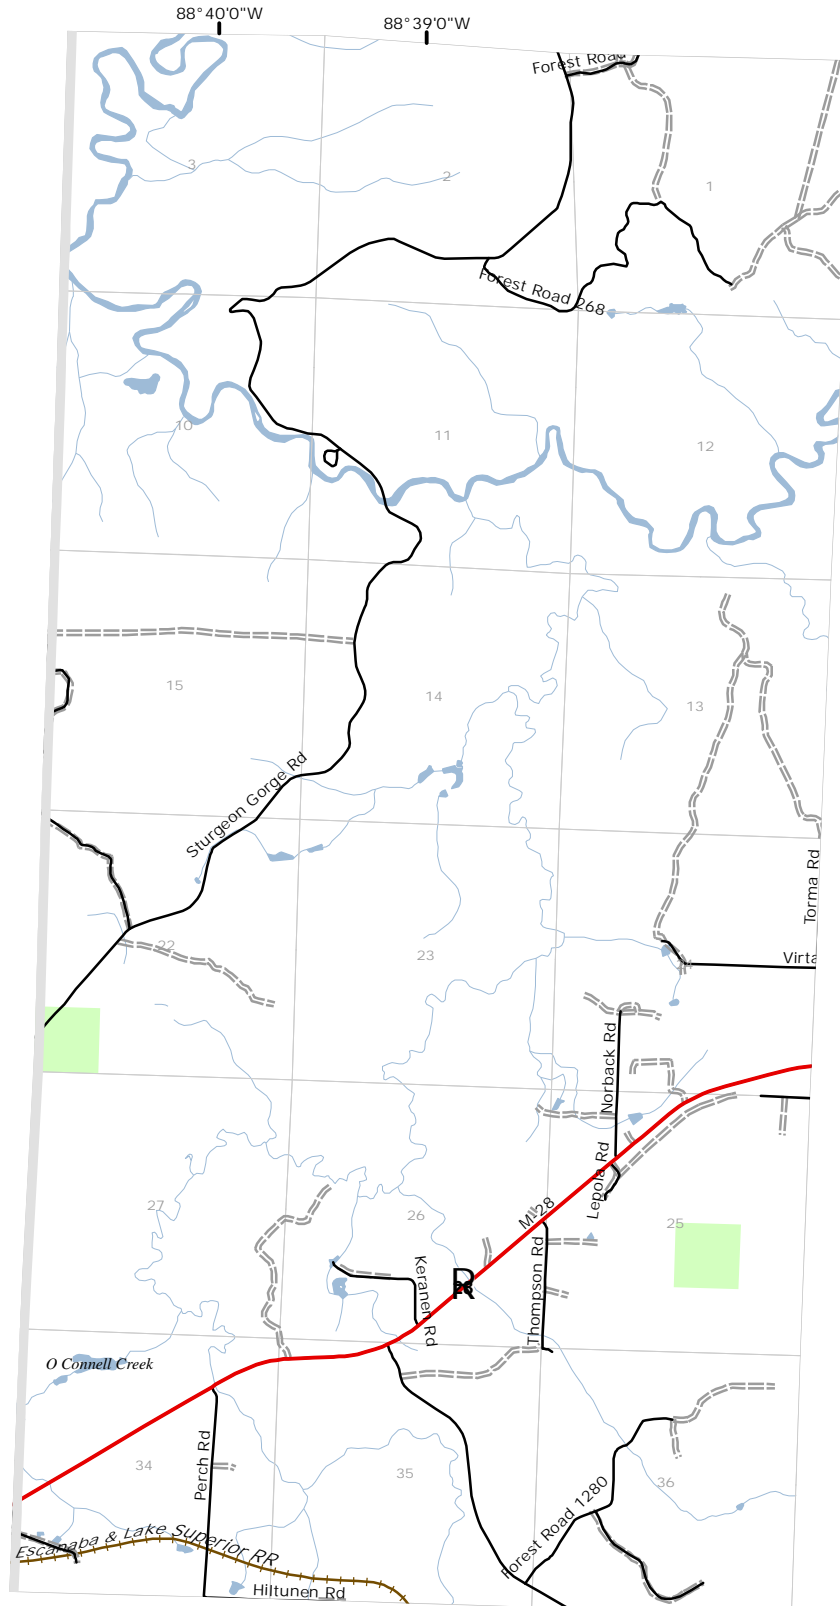 88°40'0"W
88°39'0"W
Forest Road
3
2
1
Forest Road 268
10
11
12
15
14
13
Sturgeon Gorge Rd
Torma Rd
22
23
Virta
Norback Rd
Lepola Rd
27
26
M-28
25
Keranen Rd
R
28
Thompson Rd
O Connell Creek
34
Perch Rd
35
36
Forest Road 1280
Escanaba & Lake Superior RR
Hiltunen Rd